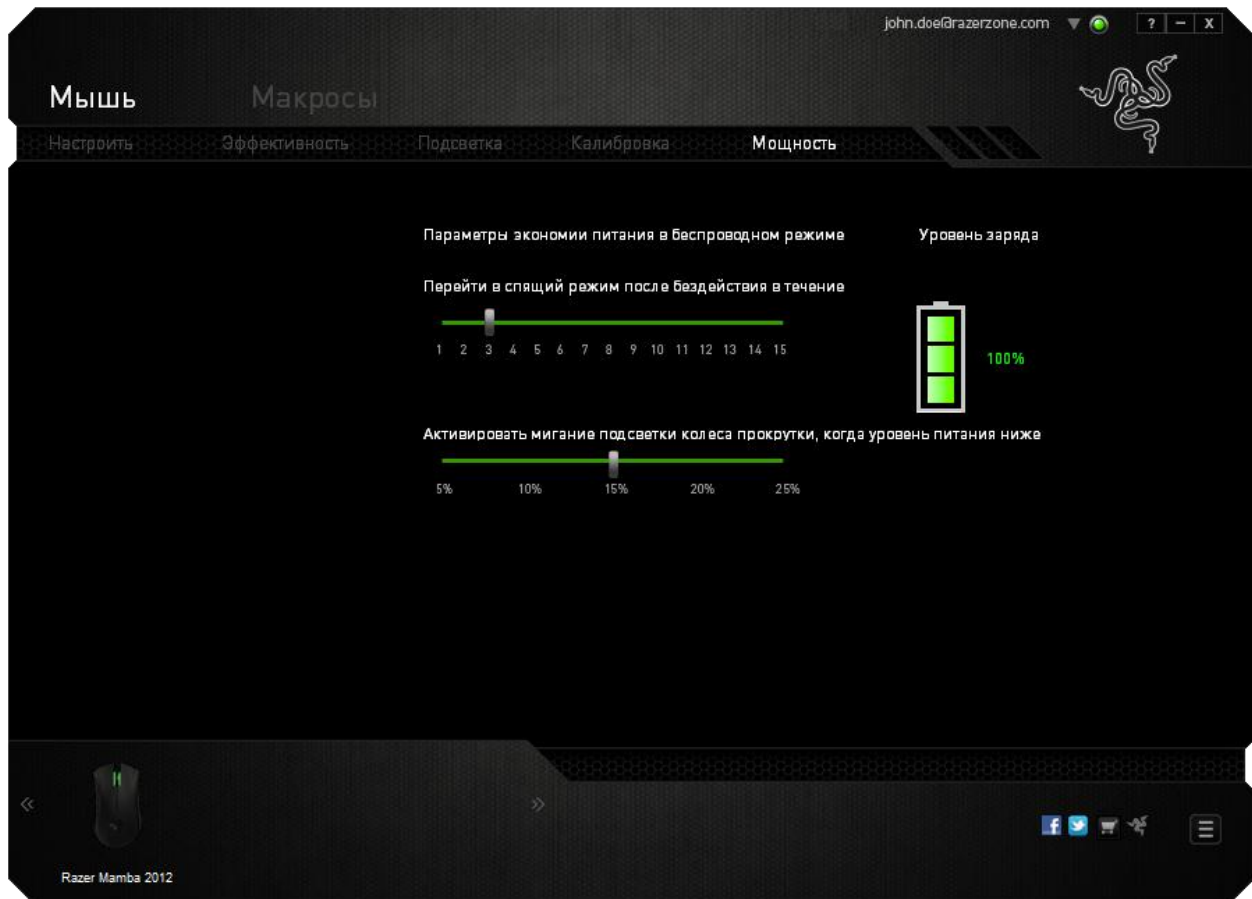 john.doe@razerzone.com
? – X
Мышь Макросы
Настроить Эффективность Подсветка Калибровка Мощность
Параметры экономии питания в беспроводном режиме
Уровень заряда
Перейти в спящий режим после бездействия в течение
1 2 3 4 5 6 7 8 9 10 11 12 13 14 15
100%
Активировать мигание подсветки колеса прокрутки, когда уровень питания ниже
5% 10% 15% 20% 25%
Razer Mamba 2012